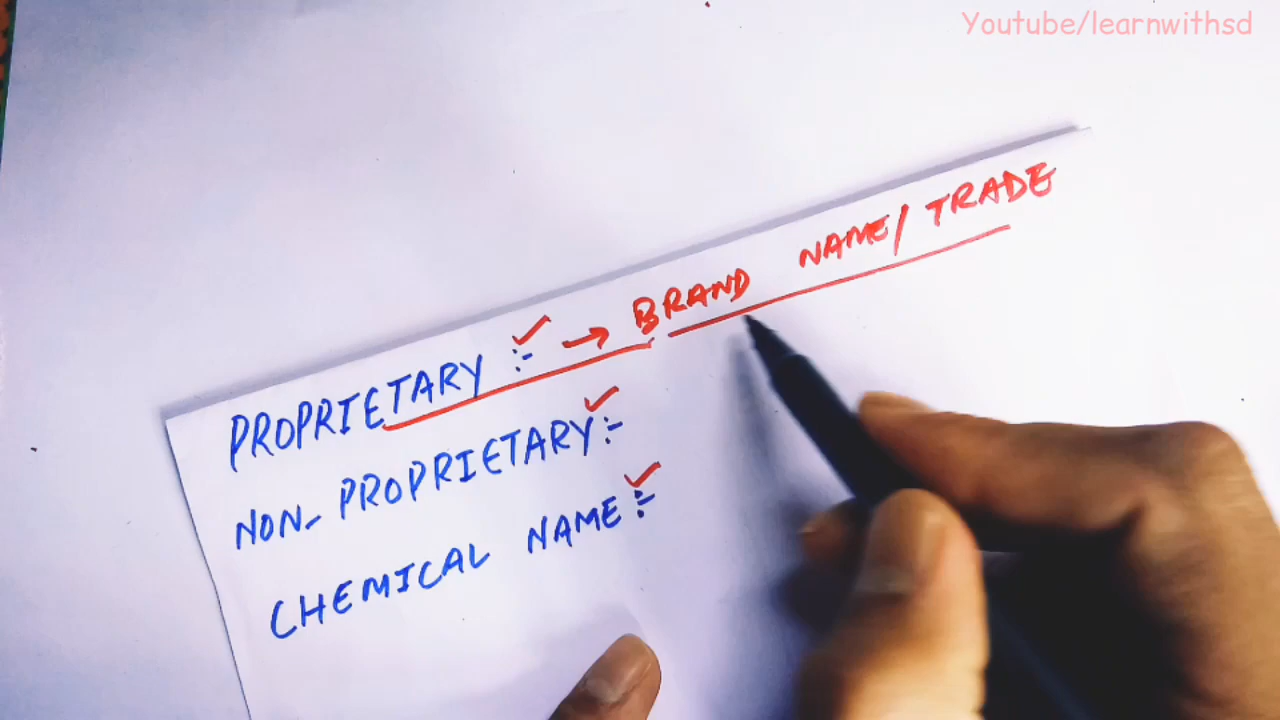 Youtube/learnwithsd
PROPRIETARY :- → BRAND NAME/ TRADE
NON- PROPRIETARY :-
CHEMICAL NAME :-